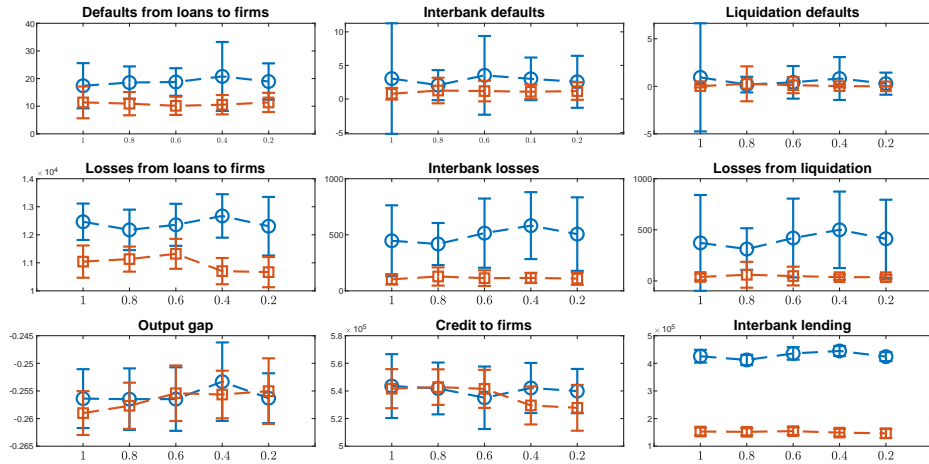 Defaults from loans to firms
40
30
20
10
0
1 0.8 0.6 0.4 0.2
Interbank defaults
10
5
0
-5
1 0.8 0.6 0.4 0.2
Liquidation defaults
5
0
-5
1 0.8 0.6 0.4 0.2
Losses from loans to firms
× 10⁴
1.4
1.3
1.2
1.1
1
1 0.8 0.6 0.4 0.2
Interbank losses
1000
500
0
1 0.8 0.6 0.4 0.2
Losses from liquidation
1000
500
0
1 0.8 0.6 0.4 0.2
Output gap
-0.245
-0.25
-0.255
-0.26
-0.265
1 0.8 0.6 0.4 0.2
Credit to firms
× 10⁵
5.8
5.6
5.4
5.2
5
1 0.8 0.6 0.4 0.2
Interbank lending
× 10⁵
5
4
3
2
1
1 0.8 0.6 0.4 0.2